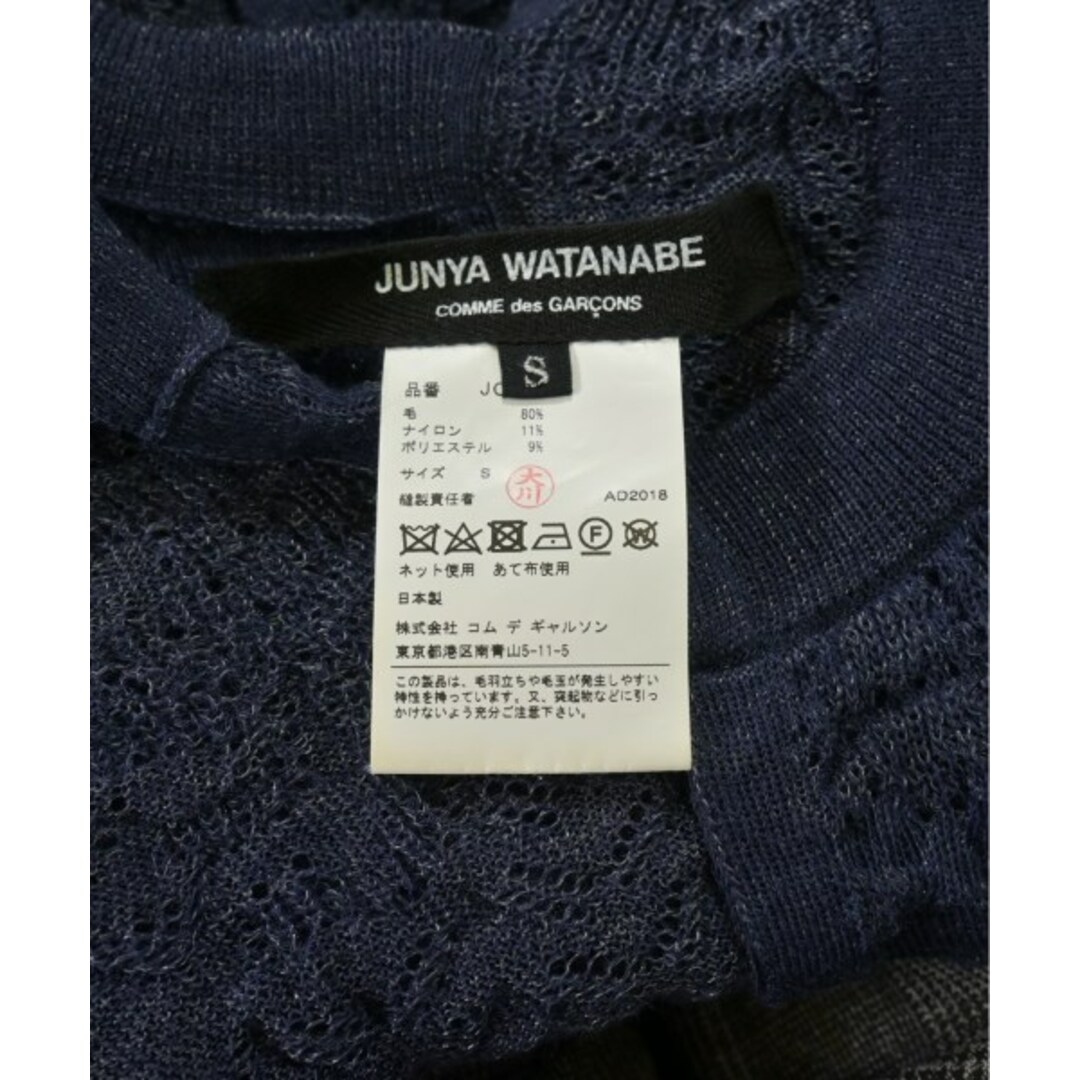 JUNYA WATANABE
COMME des GARÇONS
S
品番
毛 80%
ナイロン 11%
ポリエステル 9%
サイズ S
大川
縫製責任者 AD2018
F W
ネット使用 あて布使用
日本製
株式会社 コム デ ギャルソン
東京都港区南青山5-11-5
この製品は、毛羽立ちや毛玉が発生しやすい
特性を持っています。又、突起物などに引っ
かけないよう充分ご注意下さい。